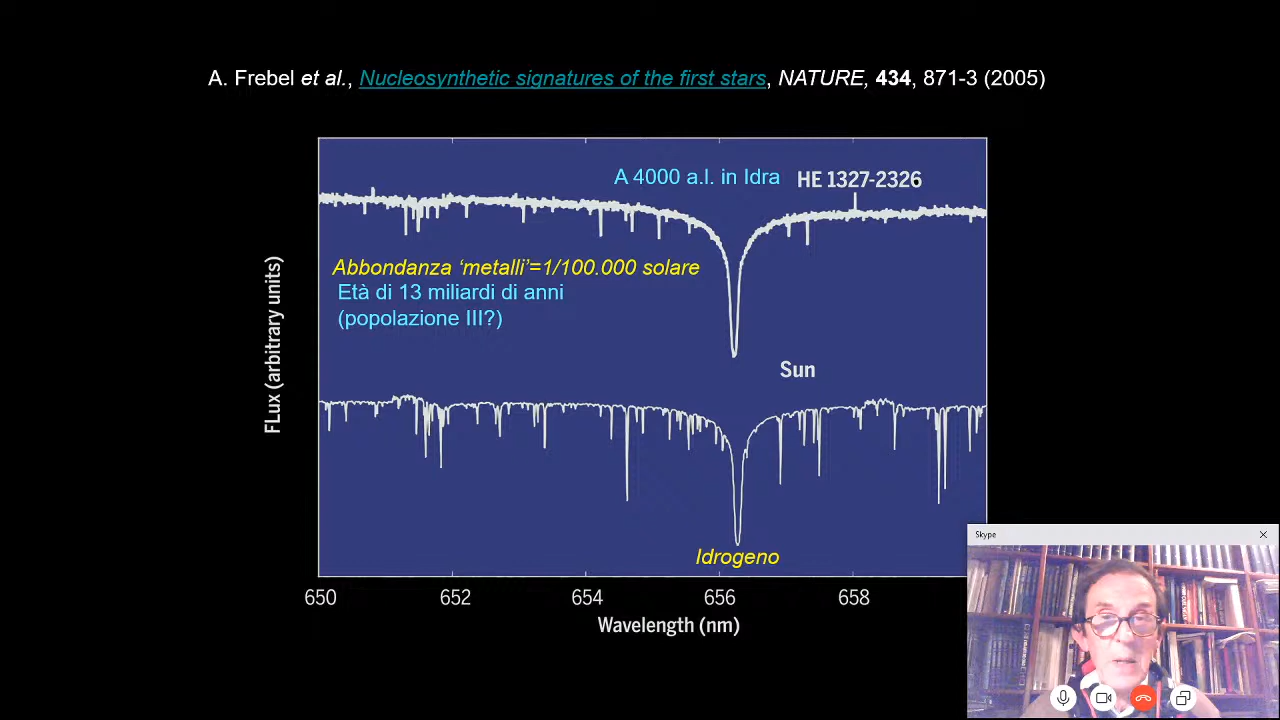 A. Frebel et al., Nucleosynthetic signatures of the first stars, NATURE, 434, 871-3 (2005)
A 4000 a.l. in Idra
HE 1327-2326
Abbondanza ‘metalli’=1/100.000 solare
Età di 13 miliardi di anni
(popolazione III?)
Sun
Idrogeno
FLux (arbitrary units)
650 652 654 656 658
Wavelength (nm)
Skype